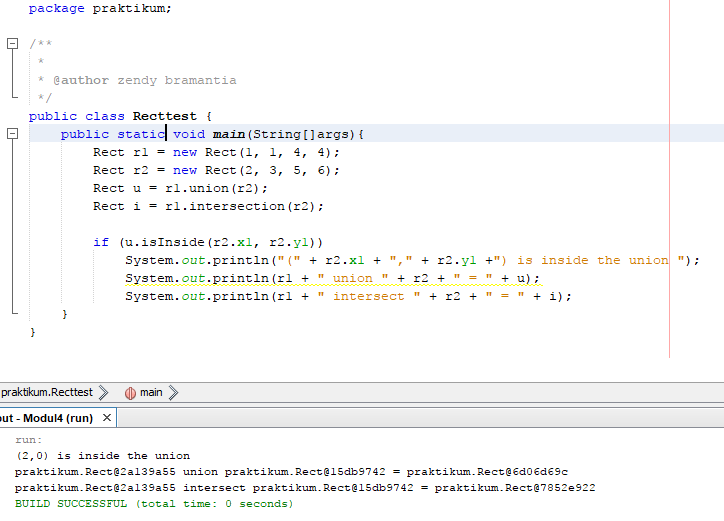 package praktikum;
/**
*
* @author zendy bramantia
*/
public class Recttest {
public static void main(String[]args){
Rect r1 = new Rect(1, 1, 4, 4);
Rect r2 = new Rect(2, 3, 5, 6);
Rect u = r1.union(r2);
Rect i = r1.intersection(r2);
if (u.isInside(r2.x1, r2.y1))
System.out.println("(" + r2.x1 + "," + r2.y1 +") is inside the union ");
System.out.println(r1 + " union " + r2 + " = " + u);
System.out.println(r1 + " intersect " + r2 + " = " + i);
}
}
praktikum.Recttest main
out - Modul4 (run) ×
run:
(2,0) is inside the union
praktikum.Rect@2a139a55 union praktikum.Rect@15db9742 = praktikum.Rect@6d06d69c
praktikum.Rect@2a139a55 intersect praktikum.Rect@15db9742 = praktikum.Rect@7852e922
BUILD SUCCESSFUL (total time: 0 seconds)